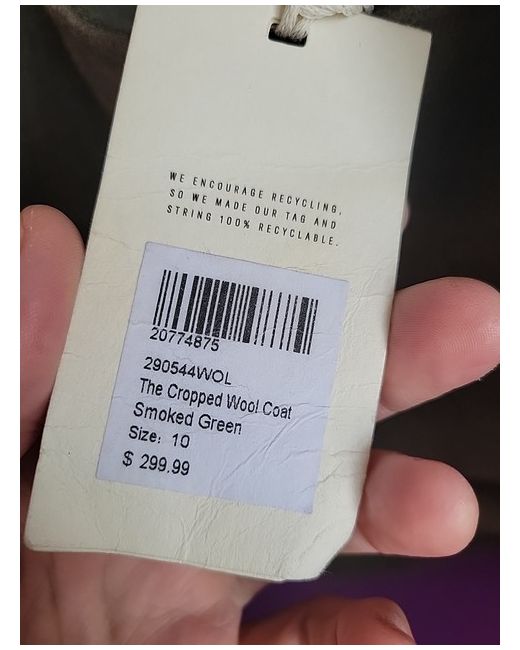 WE ENCOURAGE RECYCLING,
SO WE MADE OUR TAG AND
STRING 100% RECYCLABLE.
20774875
290544WOL
The Cropped Wool Coat
Smoked Green
Size: 10
$ 299.99